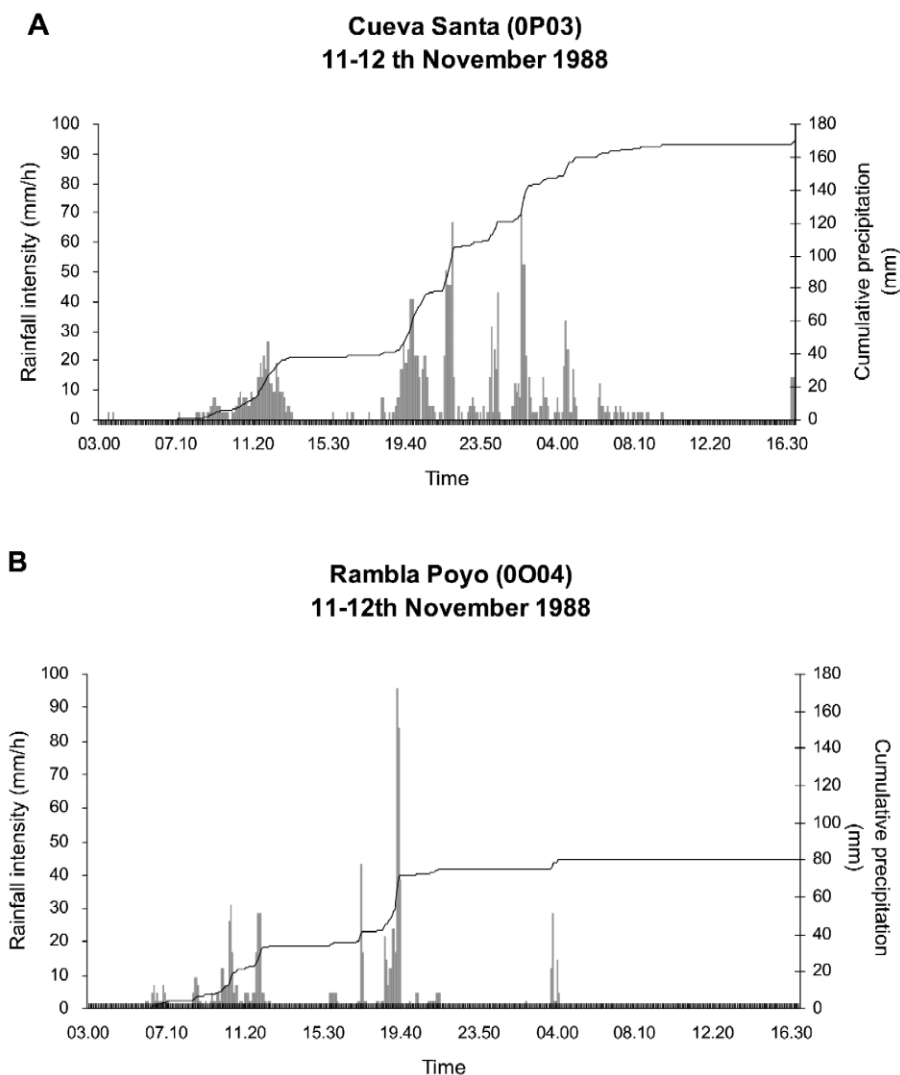 A
Cueva Santa (0P03)
11-12 th November 1988
Rainfall intensity (mm/h)
100
90
80
70
60
50
40
30
20
10
0
180
160
140
120
100
80
60
40
20
0
Cumulative precipitation
(mm)
03.00 07.10 11.20 15.30 19.40 23.50 04.00 08.10 12.20 16.30
Time
B
Rambla Poyo (0O04)
11-12th November 1988
Rainfall intensity (mm/h)
100
90
80
70
60
50
40
30
20
10
0
180
160
140
120
100
80
60
40
20
0
Cumulative precipitation
(mm)
03.00 07.10 11.20 15.30 19.40 23.50 04.00 08.10 12.20 16.30
Time